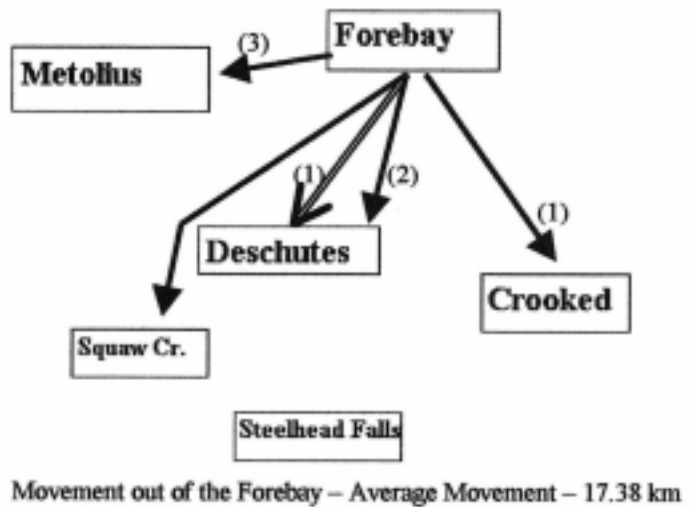 Forebay
(3)
Metolius
(1)
(2)
(1)
Deschutes
Crooked
Squaw Cr.
Steelhead Falls
Movement out of the Forebay – Average Movement – 17.38 km